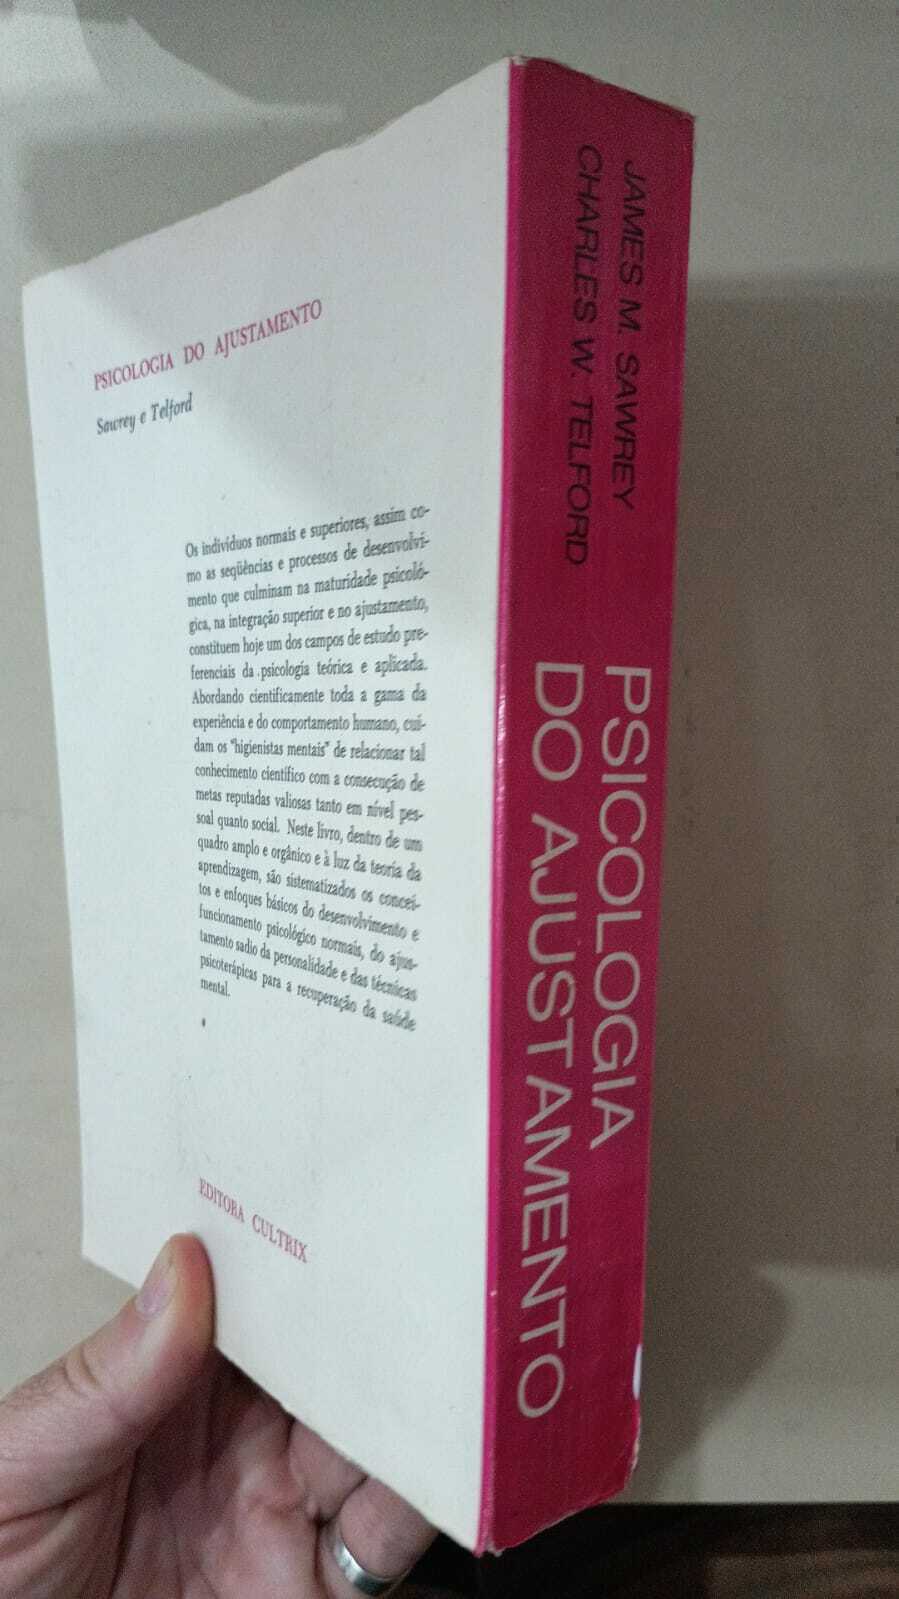 PSICOLOGIA DO AJUSTAMENTO
Sawrey e Telford
Os indivíduos normais e superiores, assim co-
mo as seqüências e processos de desenvolvi-
mento que culminam na maturidade psicoló-
gica, na integração superior e no ajustamento,
constituem hoje um dos campos de estudo pre-
ferenciais da psicologia teórica e aplicada.
Abordando cientificamente toda a gama da
experiência e do comportamento humano, cui-
dam os "higienistas mentais" de relacionar tal
conhecimento científico com a consecução de
metas reputadas valiosas tanto em nível pes-
soal quanto social. Neste livro, dentro de um
quadro amplo e orgânico e à luz da teoria da
aprendizagem, são sistematizados os concei-
tos e enfoques básicos do desenvolvimento e
funcionamento psicológico normais, do ajus-
tamento sadio da personalidade e das técnicas
psicoterápicas para a recuperação da saúde
mental.
EDITORA CULTRIX
JAMES M. SAWREY
CHARLES W. TELFORD
PSICOLOGIA
DO AJUSTAMENTO